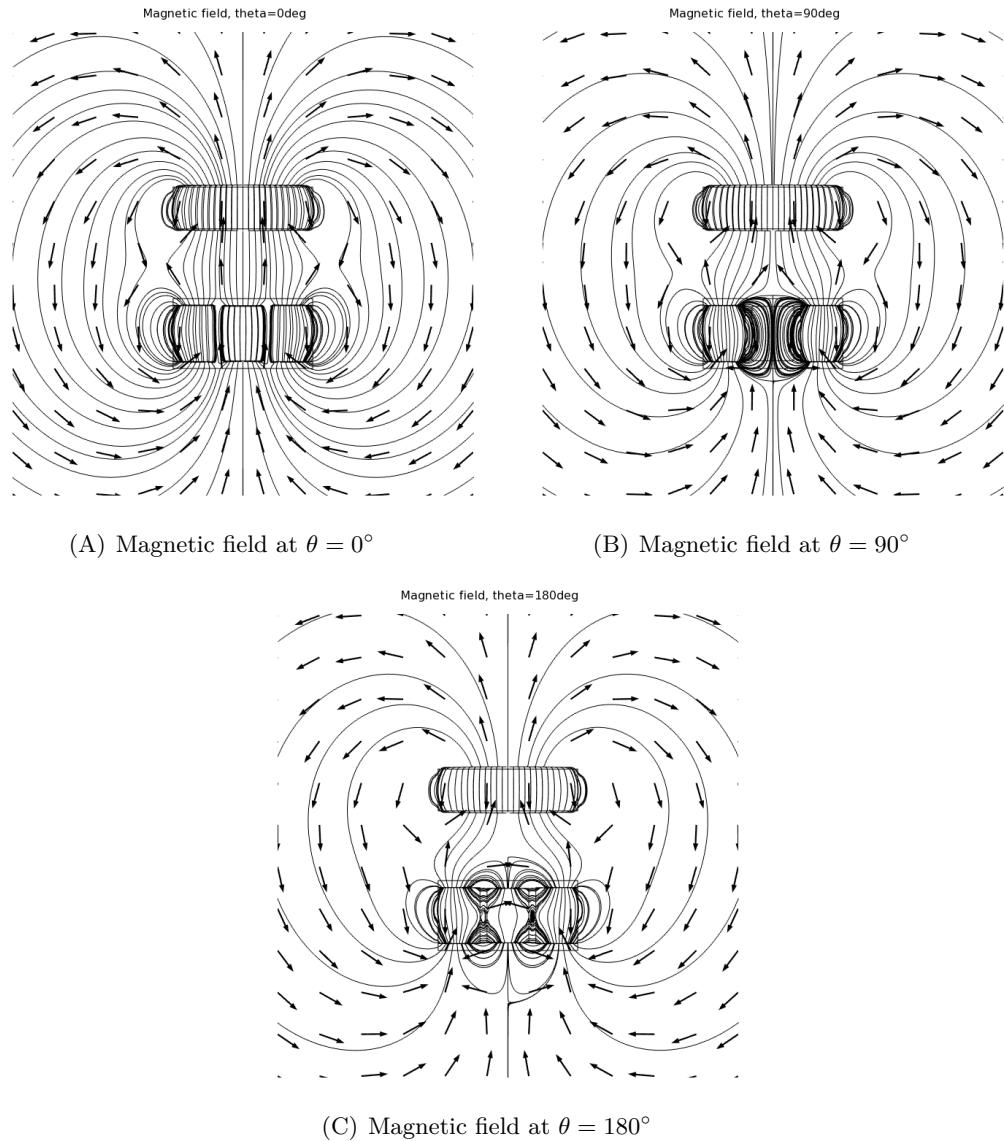 Magnetic field, theta=0deg
Magnetic field, theta=90deg
(A) Magnetic field at θ = 0°
(B) Magnetic field at θ = 90°
Magnetic field, theta=180deg
(C) Magnetic field at θ = 180°